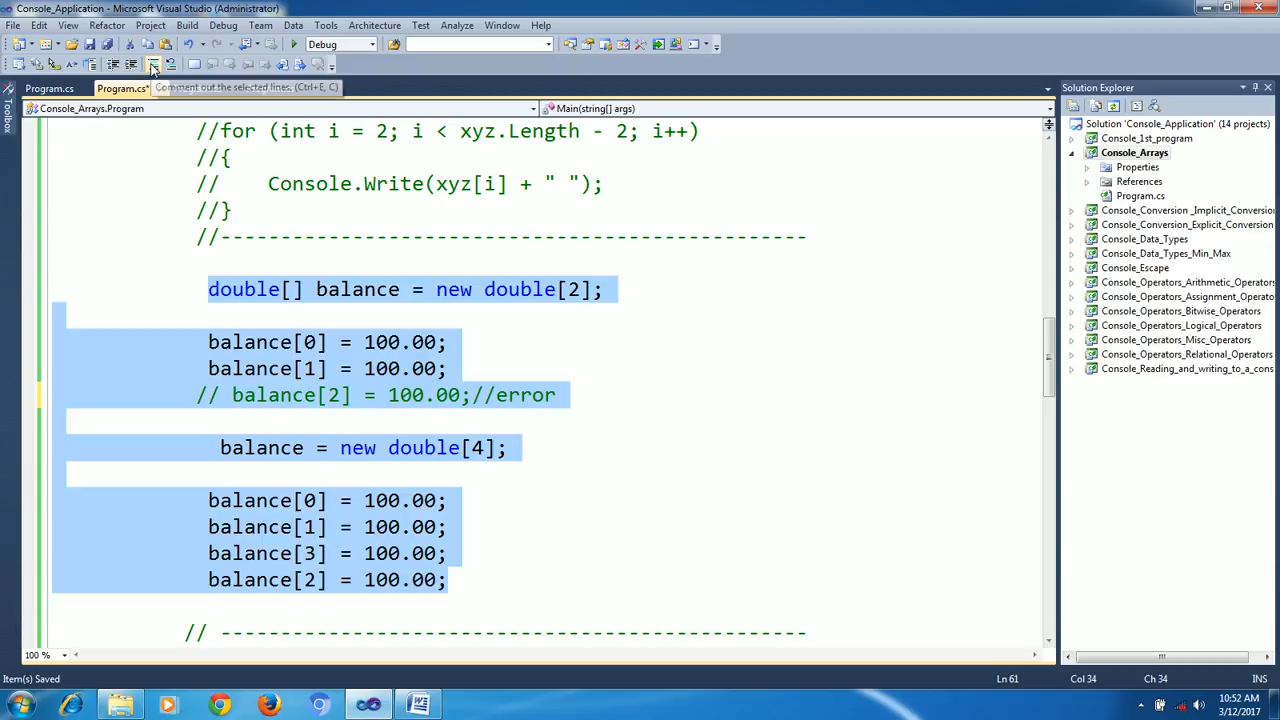 Console_Application - Microsoft Visual Studio (Administrator)
File Edit View Refactor Project Build Debug Team Data Tools Architecture Test Analyze Window Help
Debug
Program.cs Program.cs* Comment out the selected lines. (Ctrl+E, C) Solution Explorer
Toolbox
Console_Arrays.Program Main(string[] args)
//for (int i = 2; i < xyz.Length - 2; i++)
//{
// Console.Write(xyz[i] + " ");
//}
//-------------------------------------------------
double[] balance = new double[2];
balance[0] = 100.00;
balance[1] = 100.00;
// balance[2] = 100.00;//error
balance = new double[4];
balance[0] = 100.00;
balance[1] = 100.00;
balance[3] = 100.00;
balance[2] = 100.00;
// -------------------------------------------------
100 %
Solution 'Console_Application' (14 projects)
Console_1st_program
Console_Arrays
Properties
References
Program.cs
Console_Conversion _Implicit_Conversion
Console_Conversion_Explicit_Conversion
Console_Data_Types
Console_Data_Types_Min_Max
Console_Escape
Console_Operators_Arithmetic_Operators
Console_Operators_Assignment_Operato
Console_Operators_Bitwise_Operators
Console_Operators_Logical_Operators
Console_Operators_Misc_Operators
Console_Operators_Relational_Operators
Console_Reading_and_writing_to_a_cons
Item(s) Saved Ln 61 Col 34 Ch 34 INS
10:52 AM
3/12/2017